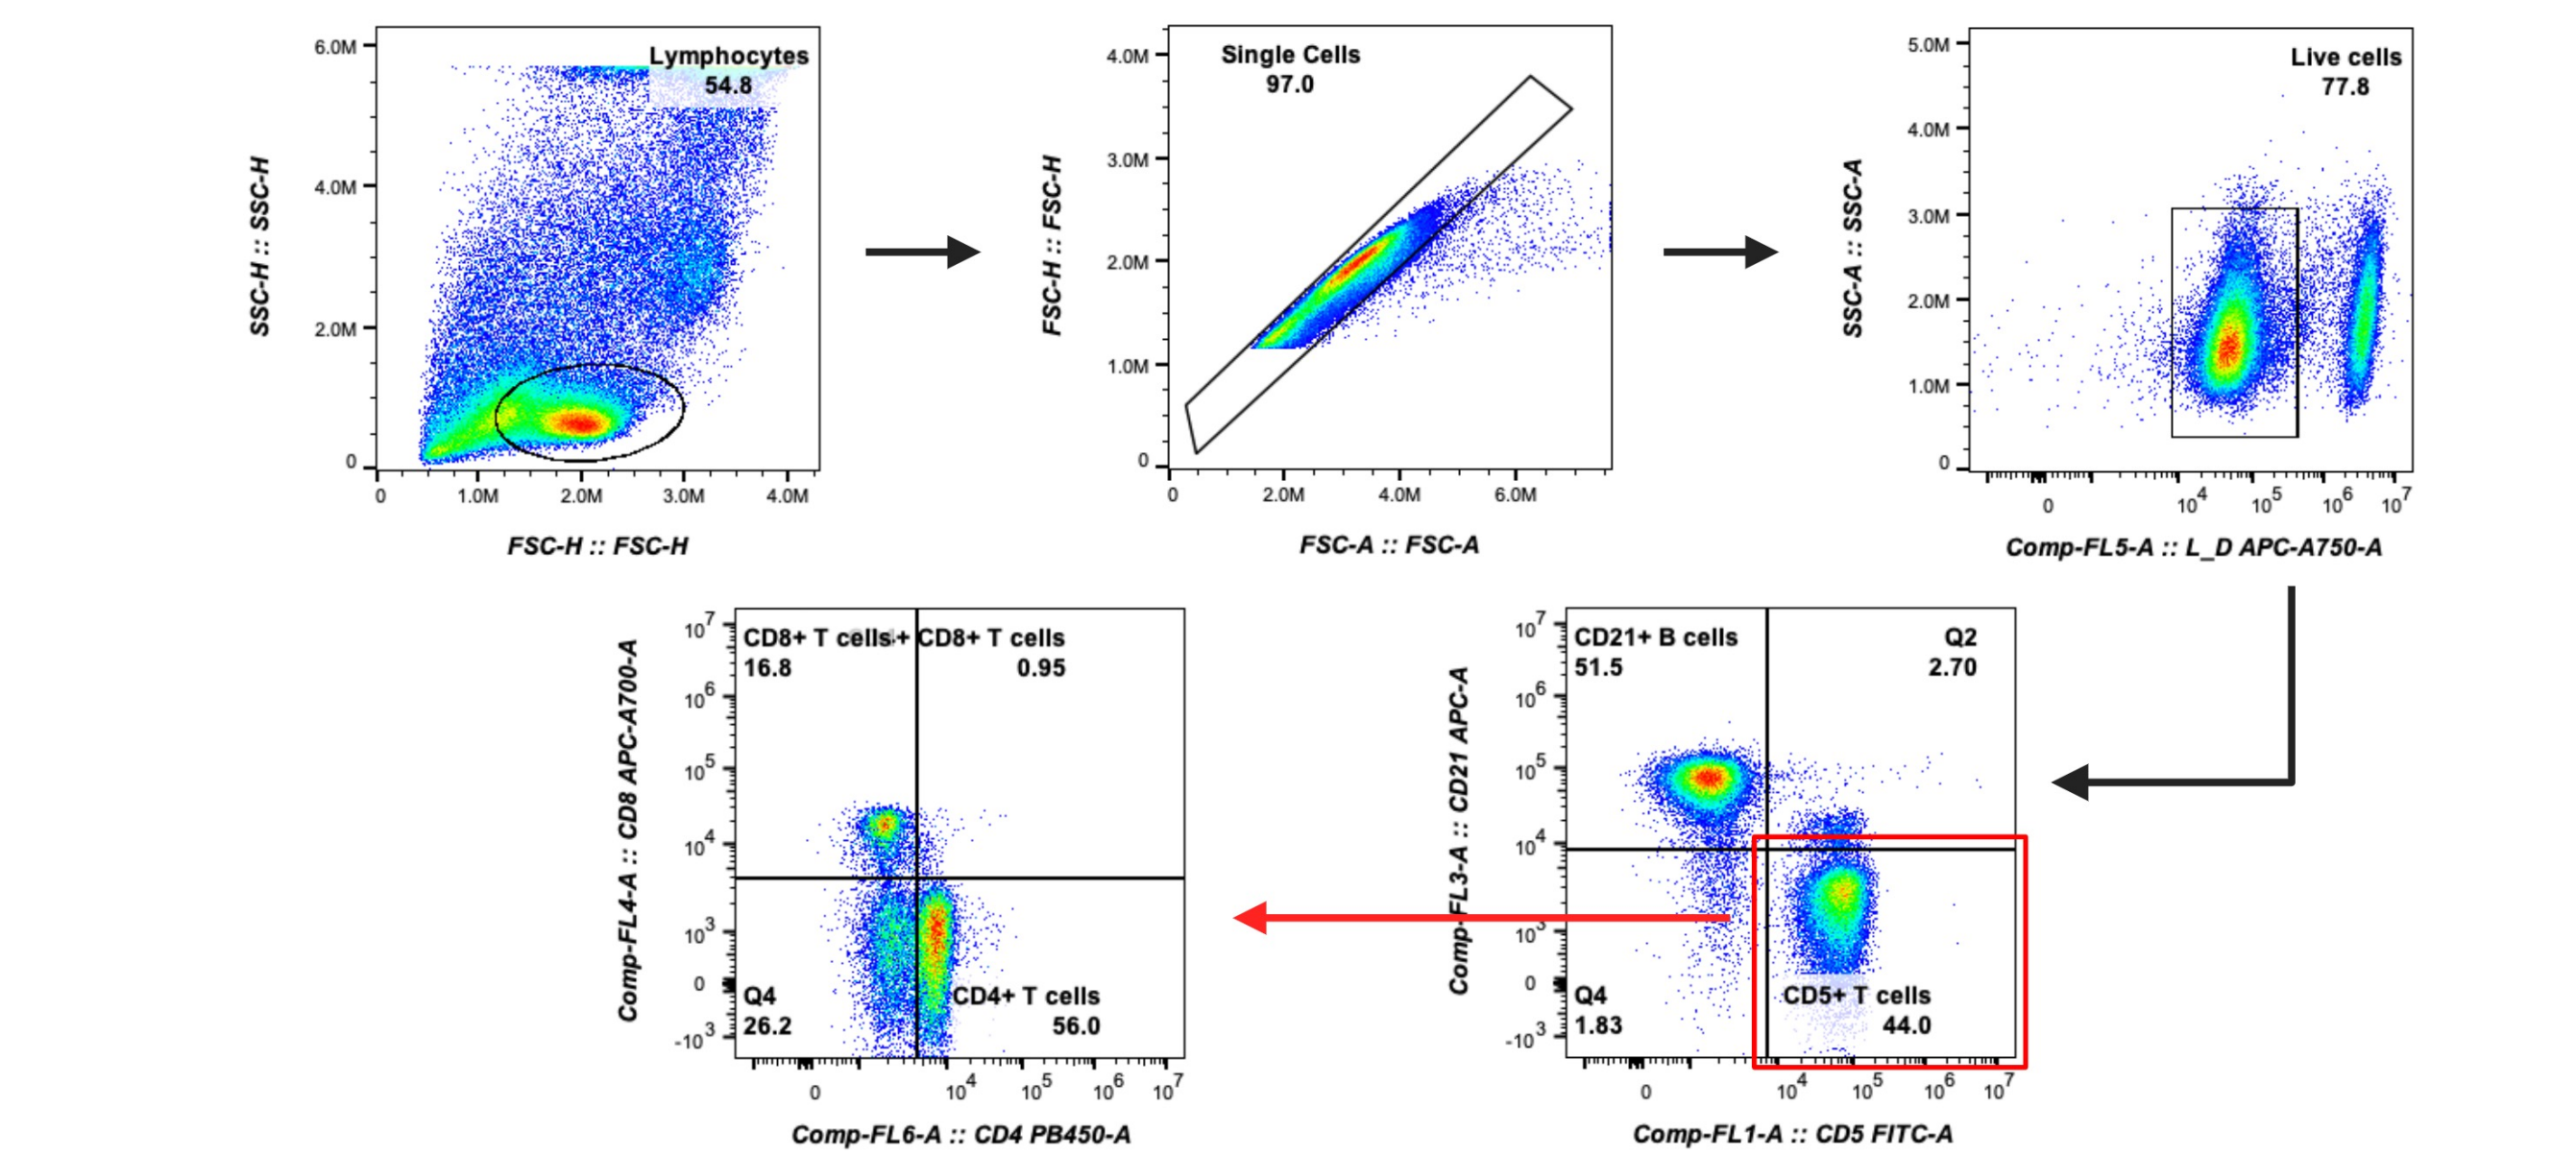 Lymphocytes
54.8
6.0M
4.0M
2.0M
0
SSC-H :: SSC-H
0 1.0M 2.0M 3.0M 4.0M
FSC-H :: FSC-H
Single Cells
97.0
4.0M
3.0M
2.0M
1.0M
0
FSC-H :: FSC-H
0 2.0M 4.0M 6.0M
FSC-A :: FSC-A
Live cells
77.8
5.0M
4.0M
3.0M
2.0M
1.0M
0
SSC-A :: SSC-A
0 10^4 10^5 10^6 10^7
Comp-FL5-A :: L_D APC-A750-A
CD8+ T cells
16.8
+ CD8+ T cells
0.95
Q4
26.2
CD4+ T cells
56.0
10^7
10^6
10^5
10^4
10^3
0
-10^3
Comp-FL4-A :: CD8 APC-A700-A
0 10^4 10^5 10^6 10^7
Comp-FL6-A :: CD4 PB450-A
CD21+ B cells
51.5
Q2
2.70
Q4
1.83
CD5+ T cells
44.0
10^7
10^6
10^5
10^4
10^3
0
-10^3
Comp-FL3-A :: CD21 APC-A
0 10^4 10^5 10^6 10^7
Comp-FL1-A :: CD5 FITC-A